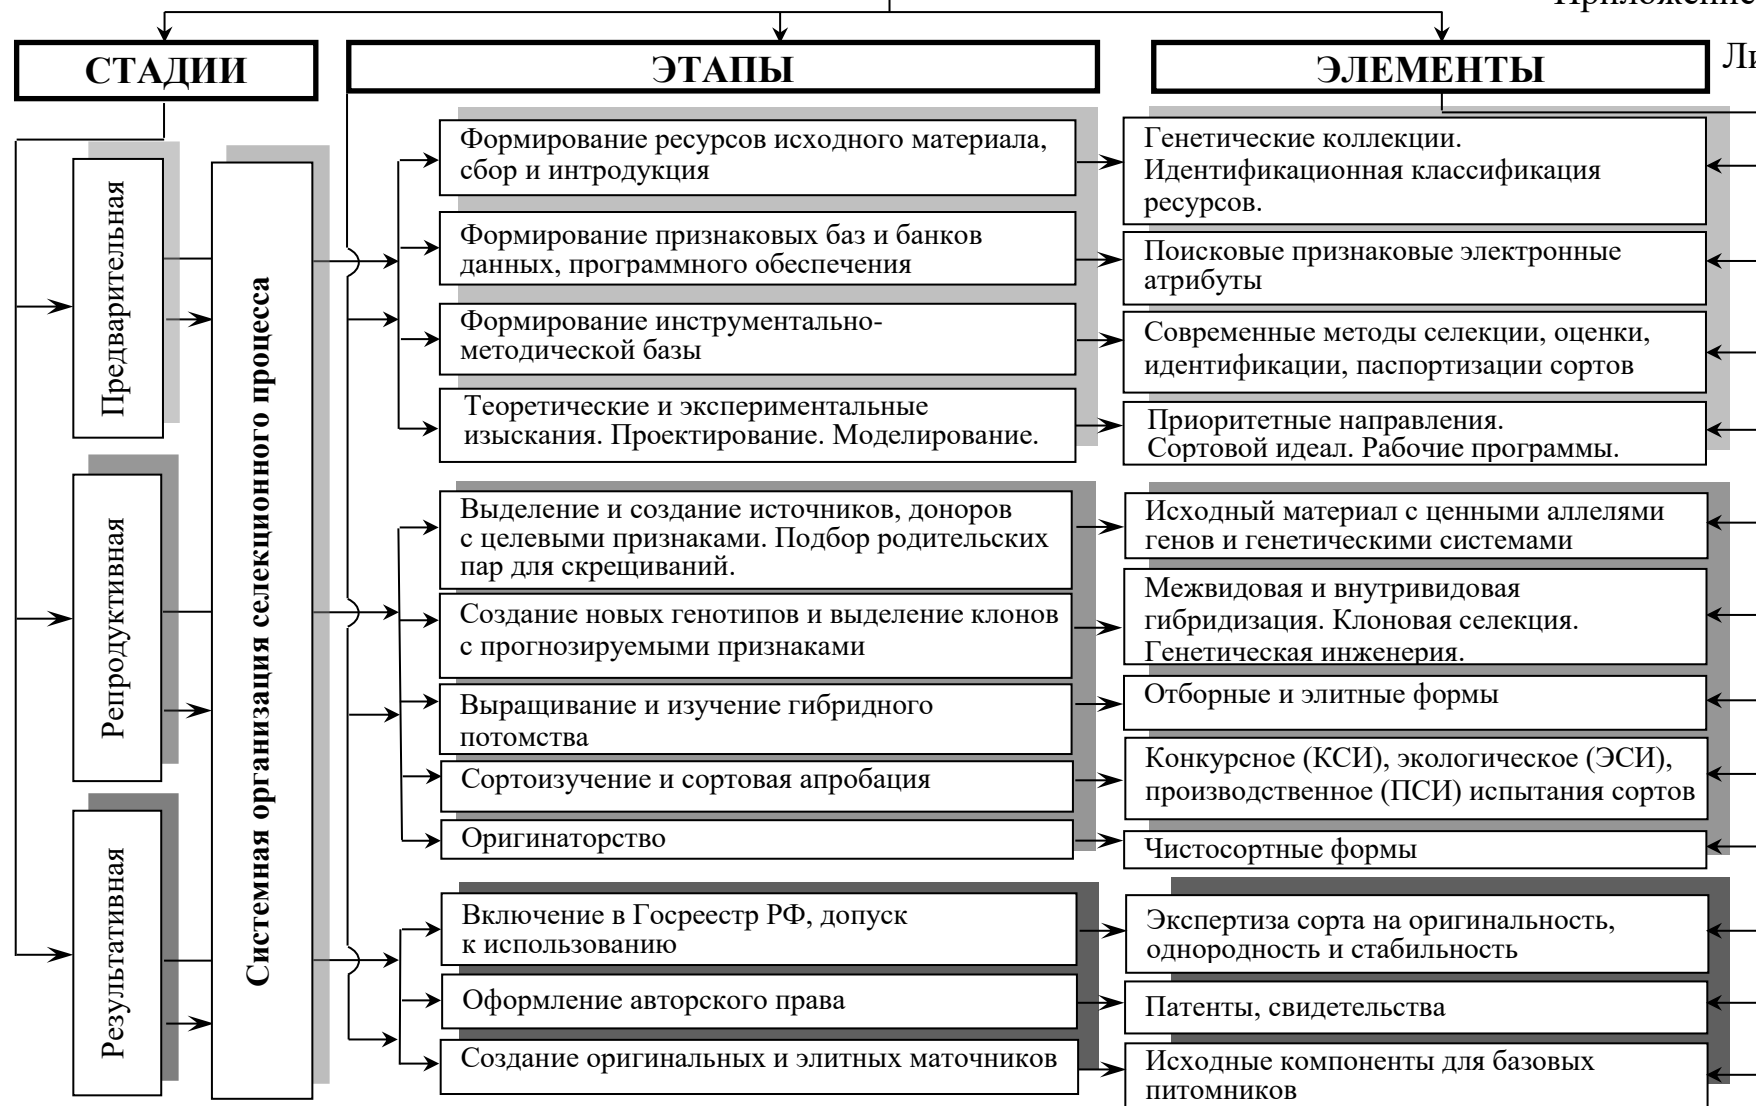 СТАДИИ
ЭТАПЫ
ЭЛЕМЕНТЫ
Предварительная
Репродуктивная
Результативная
Системная организация селекционного процесса
Формирование ресурсов исходного материала,
сбор и интродукция
Генетические коллекции.
Идентификационная классификация
ресурсов.
Формирование признаковых баз и банков
данных, программного обеспечения
Поисковые признаковые электронные
атрибуты
Формирование инструментально-
методической базы
Современные методы селекции, оценки,
идентификации, паспортизации сортов
Теоретические и экспериментальные
изыскания. Проектирование. Моделирование.
Приоритетные направления.
Сортовой идеал. Рабочие программы.
Выделение и создание источников, доноров
с целевыми признаками. Подбор родительских
пар для скрещиваний.
Исходный материал с ценными аллелями
генов и генетическими системами
Создание новых генотипов и выделение клонов
с прогнозируемыми признаками
Межвидовая и внутривидовая
гибридизация. Клоновая селекция.
Генетическая инженерия.
Выращивание и изучение гибридного
потомства
Отборные и элитные формы
Сортоизучение и сортовая апробация
Конкурсное (КСИ), экологическое (ЭСИ),
производственное (ПСИ) испытания сортов
Оригинаторство
Чистосортные формы
Включение в Госреестр РФ, допуск
к использованию
Экспертиза сорта на оригинальность,
однородность и стабильность
Оформление авторского права
Патенты, свидетельства
Создание оригинальных и элитных маточников
Исходные компоненты для базовых
питомников